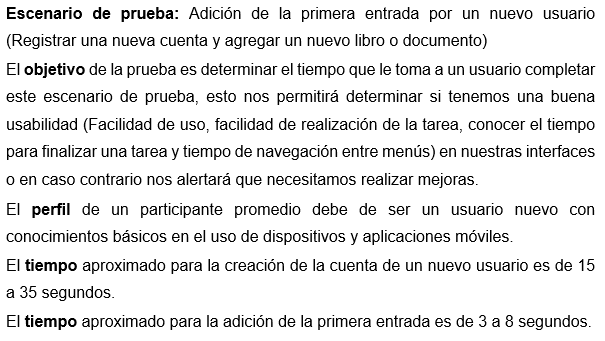 Escenario de prueba: Adición de la primera entrada por un nuevo usuario
(Registrar una nueva cuenta y agregar un nuevo libro o documento)
El objetivo de la prueba es determinar el tiempo que le toma a un usuario completar
este escenario de prueba, esto nos permitirá determinar si tenemos una buena
usabilidad (Facilidad de uso, facilidad de realización de la tarea, conocer el tiempo
para finalizar una tarea y tiempo de navegación entre menús) en nuestras interfaces
o en caso contrario nos alertará que necesitamos realizar mejoras.
El perfil de un participante promedio debe de ser un usuario nuevo con
conocimientos básicos en el uso de dispositivos y aplicaciones móviles.
El tiempo aproximado para la creación de la cuenta de un nuevo usuario es de 15
a 35 segundos.
El tiempo aproximado para la adición de la primera entrada es de 3 a 8 segundos.